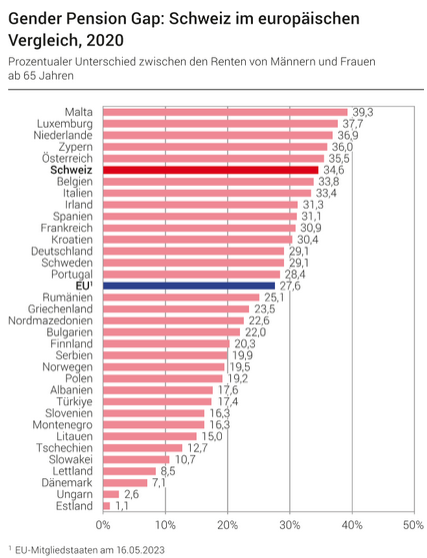 Gender Pension Gap: Schweiz im europäischen
Vergleich, 2020
Prozentualer Unterschied zwischen den Renten von Männern und Frauen
ab 65 Jahren
Malta 39,3
Luxemburg 37,7
Niederlande 36,9
Zypern 36,0
Österreich 35,5
Schweiz 34,6
Belgien 33,8
Italien 33,4
Irland 31,3
Spanien 31,1
Frankreich 30,9
Kroatien 30,4
Deutschland 29,1
Schweden 29,1
Portugal 28,4
EU¹ 27,6
Rumänien 25,1
Griechenland 23,5
Nordmazedonien 22,6
Bulgarien 22,0
Finnland 20,3
Serbien 19,9
Norwegen 19,5
Polen 19,2
Albanien 17,6
Türkiye 17,4
Slovenien 16,3
Montenegro 16,3
Litauen 15,0
Tschechien 12,7
Slowakei 10,7
Lettland 8,5
Dänemark 7,1
Ungarn 2,6
Estland 1,1
0% 10% 20% 30% 40% 50%
¹ EU-Mitgliedstaaten am 16.05.2023